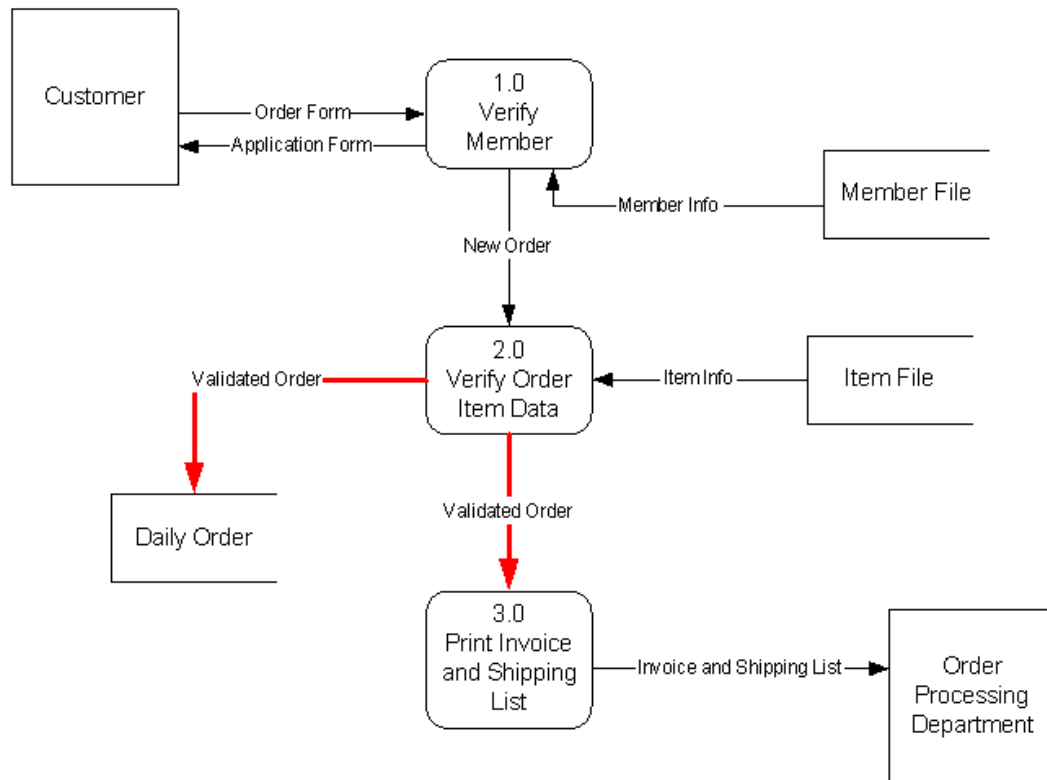 Customer
1.0
Verify
Member
Order Form
Application Form
Member Info
Member File
New Order
2.0
Verify Order
Item Data
Validated Order
Item Info
Item File
Daily Order
Validated Order
3.0
Print Invoice
and Shipping
List
Invoice and Shipping List
Order
Processing
Department